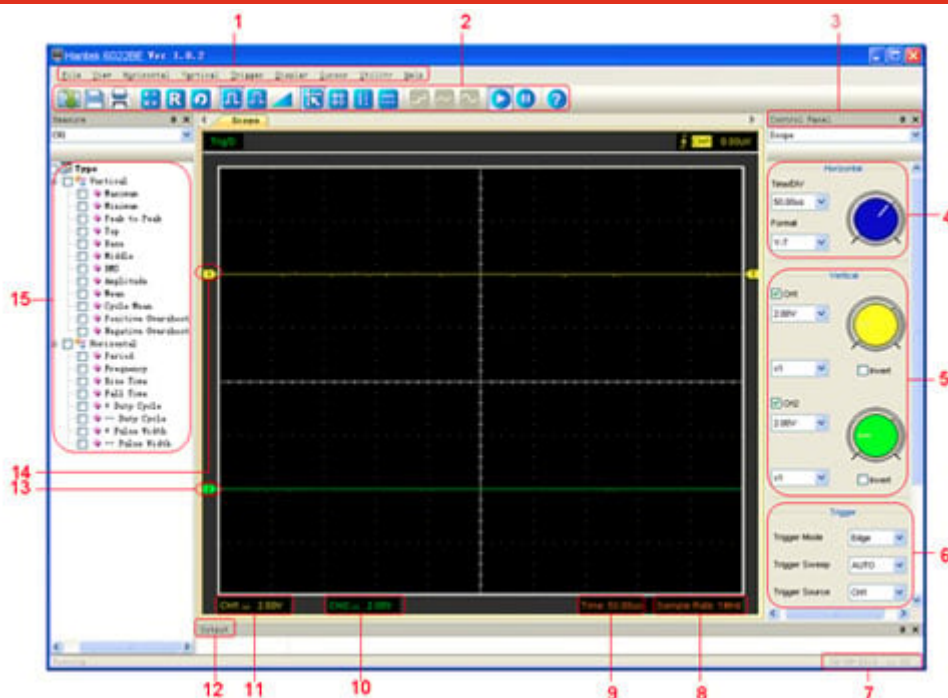 1
2
3
Hantek 6022BE Ver 1.0.2
File View Horizontal Vertical Trigger Display Cursor Utility Help
Measure
Scope
Control Panel
CH1
Trig'D
CH1 0.00uV
Scope
Type
Vertical
Maximum
Minimum
Peak to Peak
Top
Base
Middle
RMS
Amplitude
Mean
Cycle Mean
Positive Overshoot
Negative Overshoot
Horizontal
Period
Frequency
Rise Time
Fall Time
+ Duty Cycle
- Duty Cycle
+ Pulse Width
- Pulse Width
Horizontal
Time/DIV
50.00us
Format
Y-T
4
Vertical
CH1
2.00V
x1
Invert
5
CH2
2.00V
x1
Invert
15
14
13
Trigger
Trigger Mode Edge
6
Trigger Sweep AUTO
Trigger Source CH1
CH1 2.00V
CH2 2.00V
Time 50.00us
Sample Rate 1MHz
Output
12
11
10
9
8
7